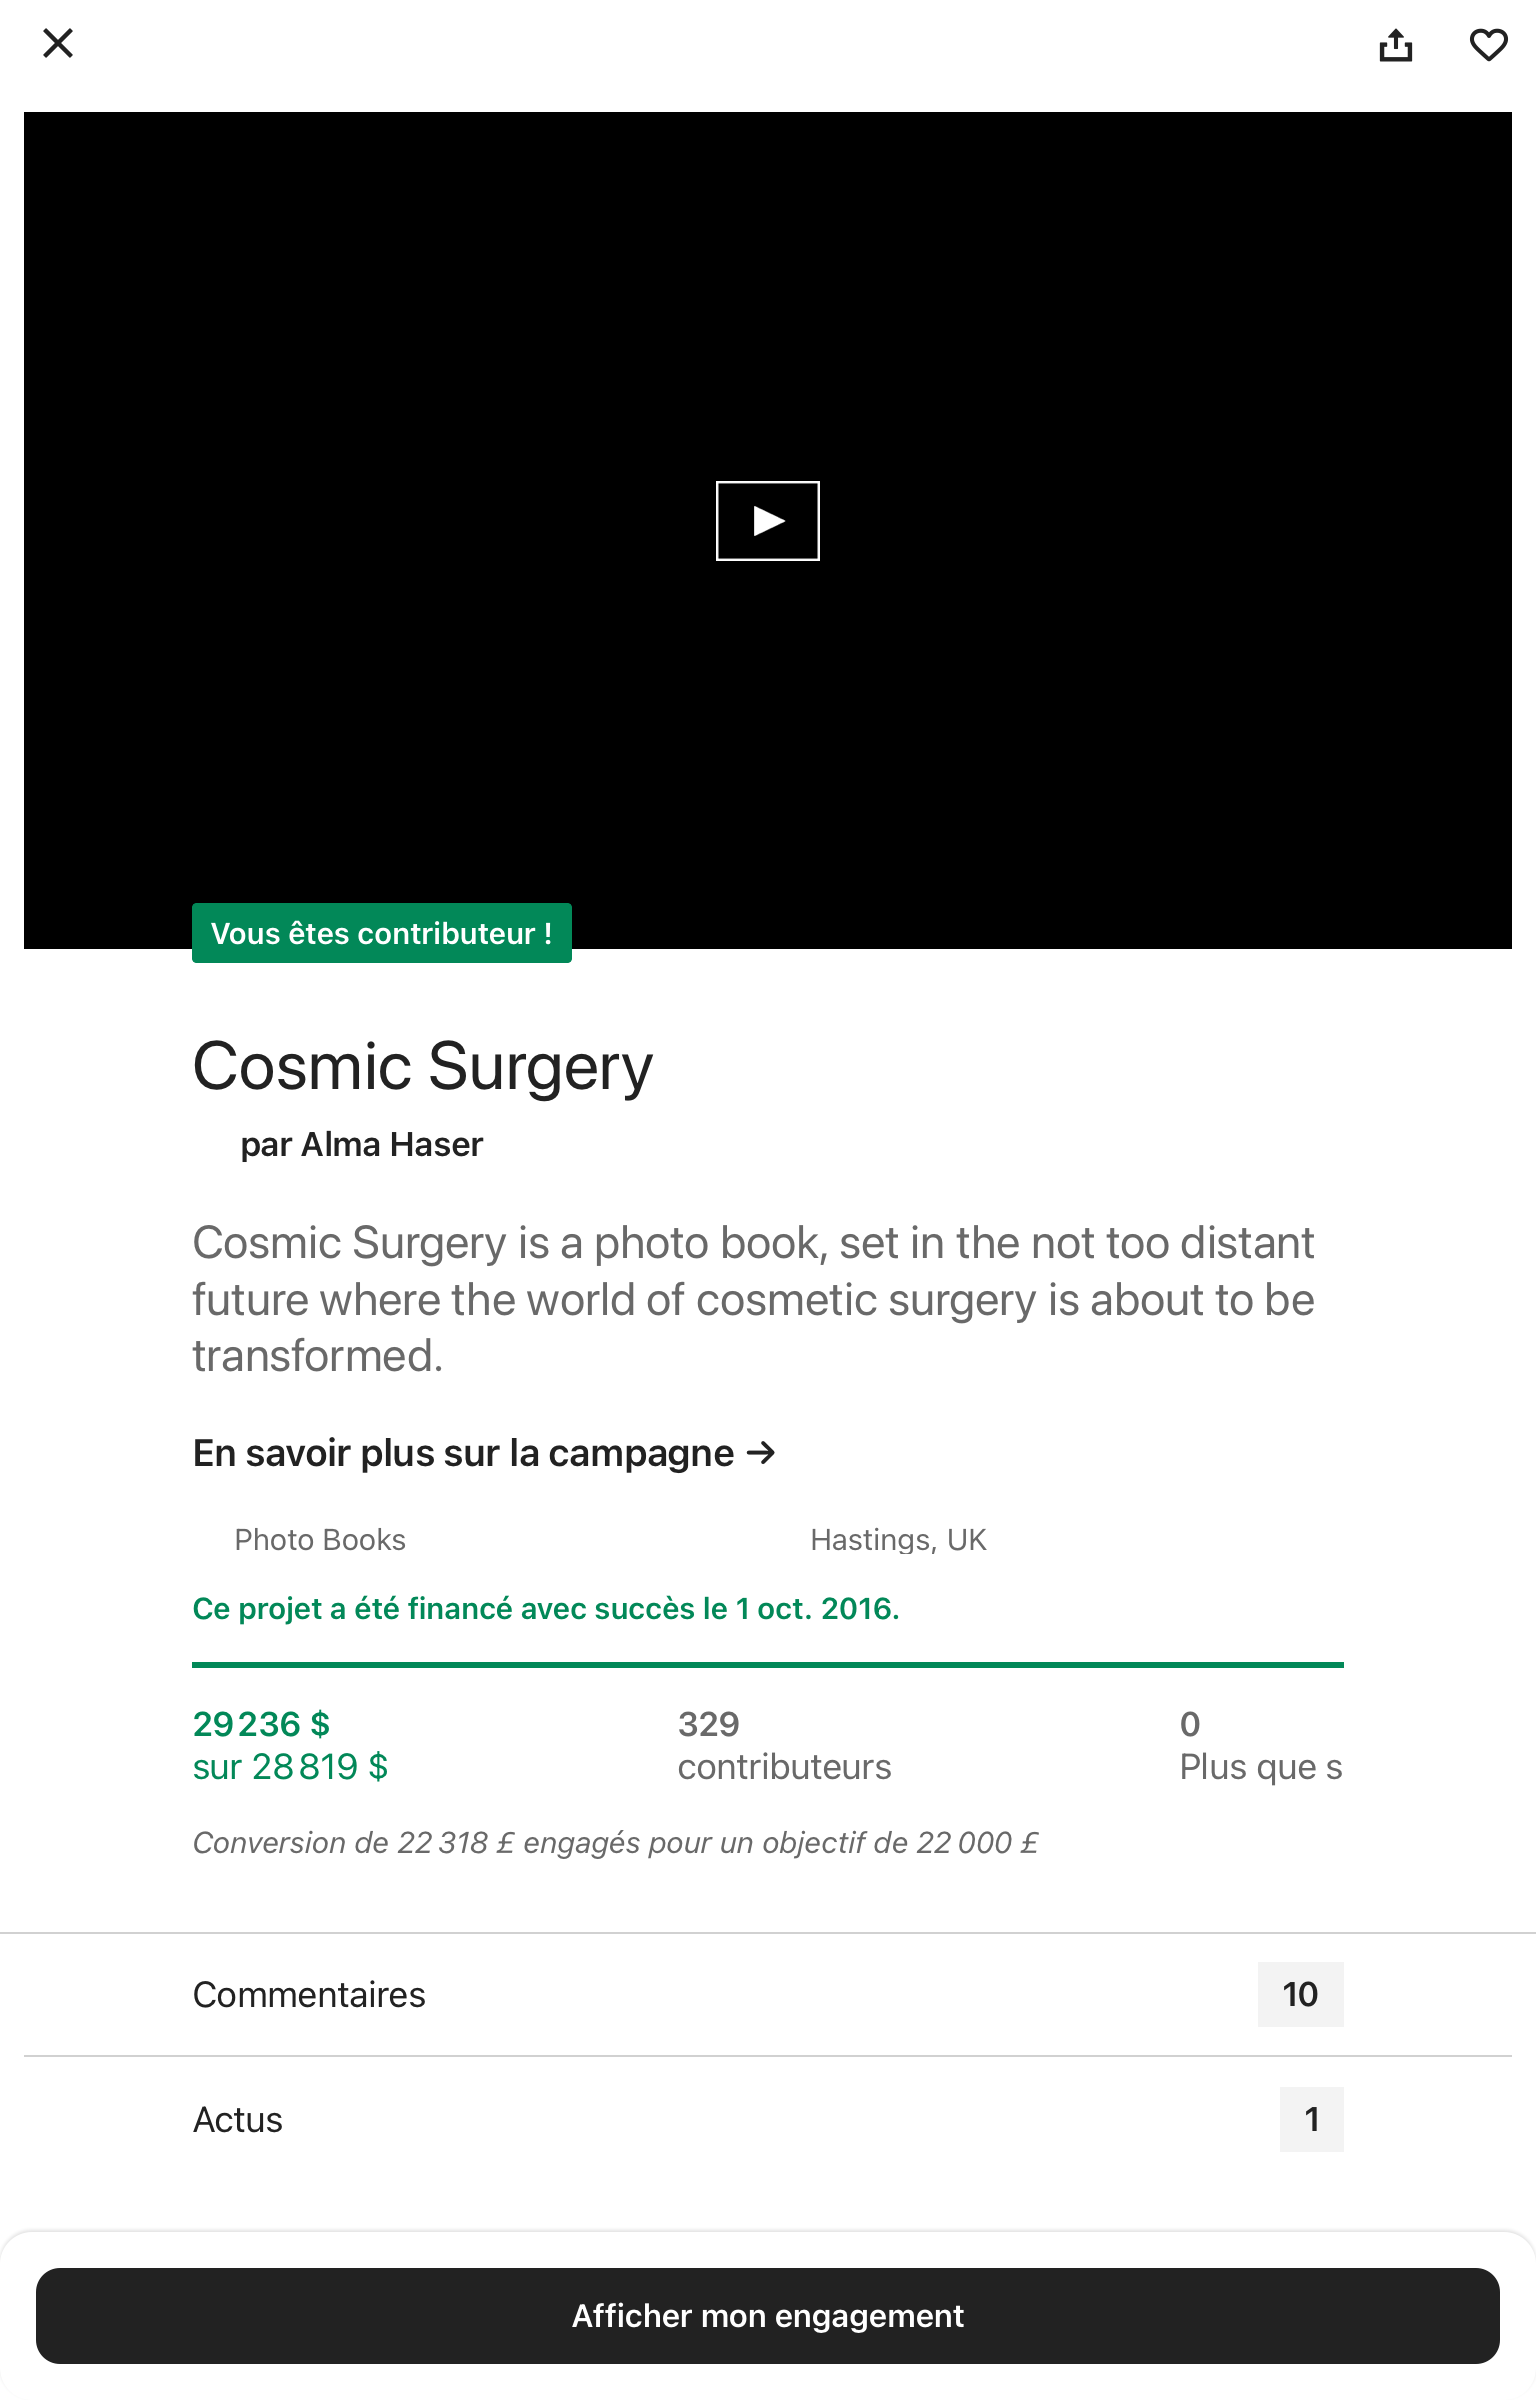 Vous êtes contributeur !
Cosmic Surgery
par Alma Haser
Cosmic Surgery is a photo book, set in the not too distant
future where the world of cosmetic surgery is about to be
transformed.
En savoir plus sur la campagne →
Photo Books
Hastings, UK
Ce projet a été financé avec succès le 1 oct. 2016.
29 236 $
sur 28 819 $
329
contributeurs
0
Plus que s
Conversion de 22 318 £ engagés pour un objectif de 22 000 £
Commentaires
10
Actus
1
Afficher mon engagement